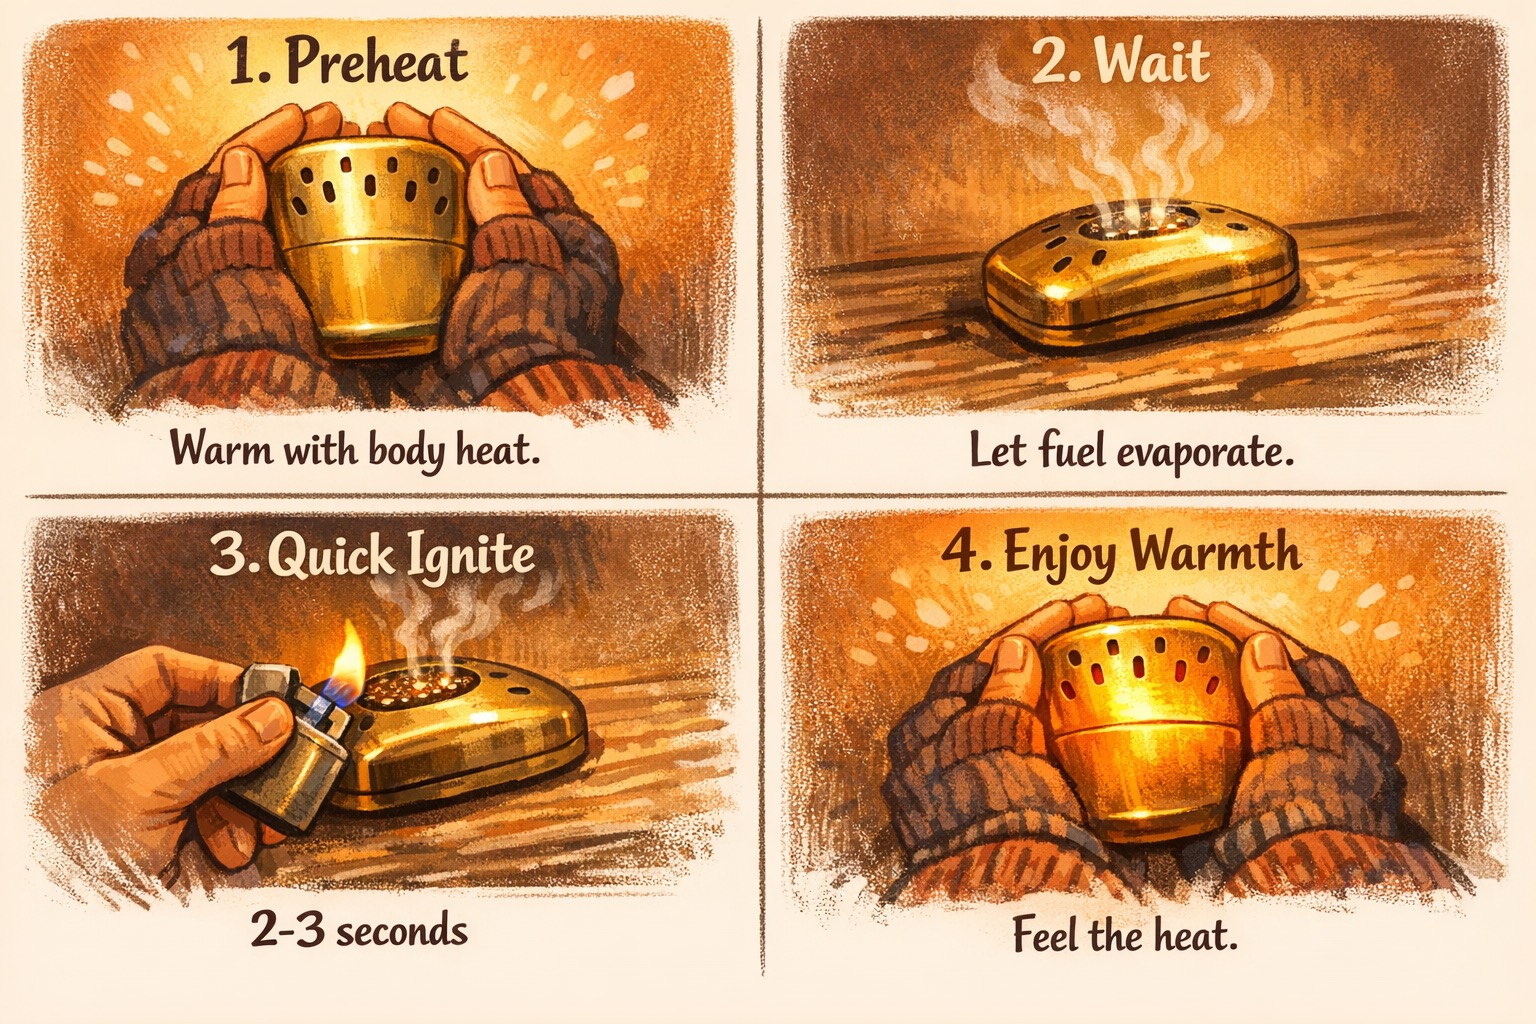 1. Preheat
Warm with body heat.
2. Wait
Let fuel evaporate.
3. Quick Ignite
2-3 seconds
4. Enjoy Warmth
Feel the heat.